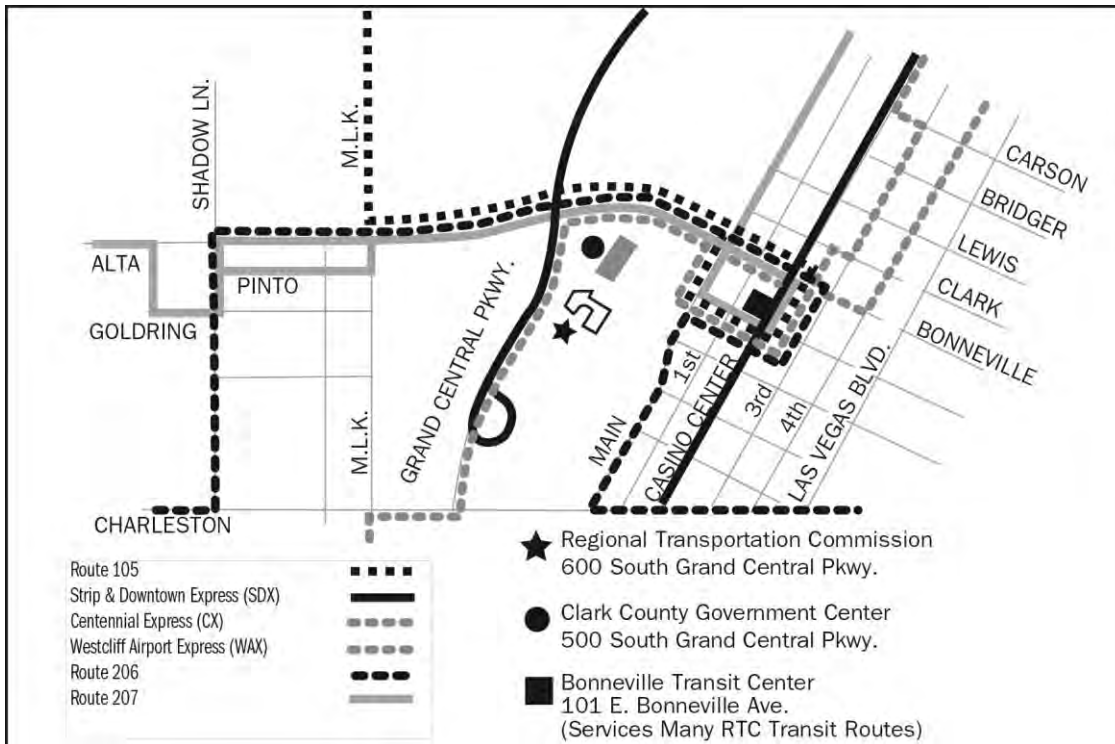 SHADOW LN.
M.L.K.
CARSON
BRIDGER
LEWIS
CLARK
BONNEVILLE
ALTA
PINTO
GOLDRING
GRAND CENTRAL PKWY.
M.L.K.
MAIN
1st
CASINO CENTER
3rd
4th
LAS VEGAS BLVD.
CHARLESTON
Route 105
Strip & Downtown Express (SDX)
Centennial Express (CX)
Westcliff Airport Express (WAX)
Route 206
Route 207
Regional Transportation Commission
600 South Grand Central Pkwy.
Clark County Government Center
500 South Grand Central Pkwy.
Bonneville Transit Center
101 E. Bonneville Ave.
(Services Many RTC Transit Routes)